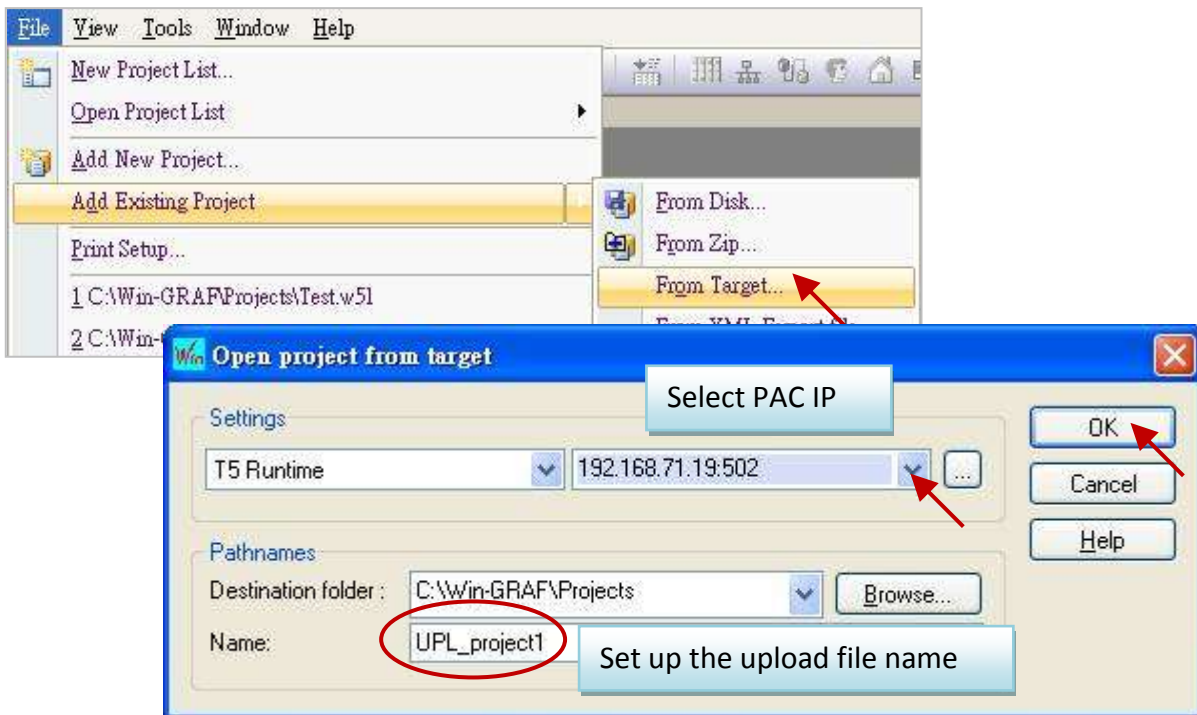 File View Tools Window Help
New Project List...
Open Project List
Add New Project...
Add Existing Project
From Disk...
From Zip...
From Target...
Print Setup...
1 C:\Win-GRAF\Projects\Test.w5l
2 C:\Win-
Win Open project from target
Select PAC IP
Settings
T5 Runtime 192.168.71.19:502 ...
OK
Cancel
Help
Pathnames
Destination folder : C:\Win-GRAF\Projects Browse...
Name: UPL_project1
Set up the upload file name